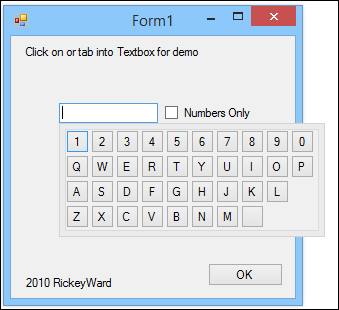 Form1
Click on or tab into Textbox for demo
Numbers Only
1 2 3 4 5 6 7 8 9 0
Q W E R T Y U I O P
A S D F G H J K L
Z X C V B N M
OK
2010 RickeyWard